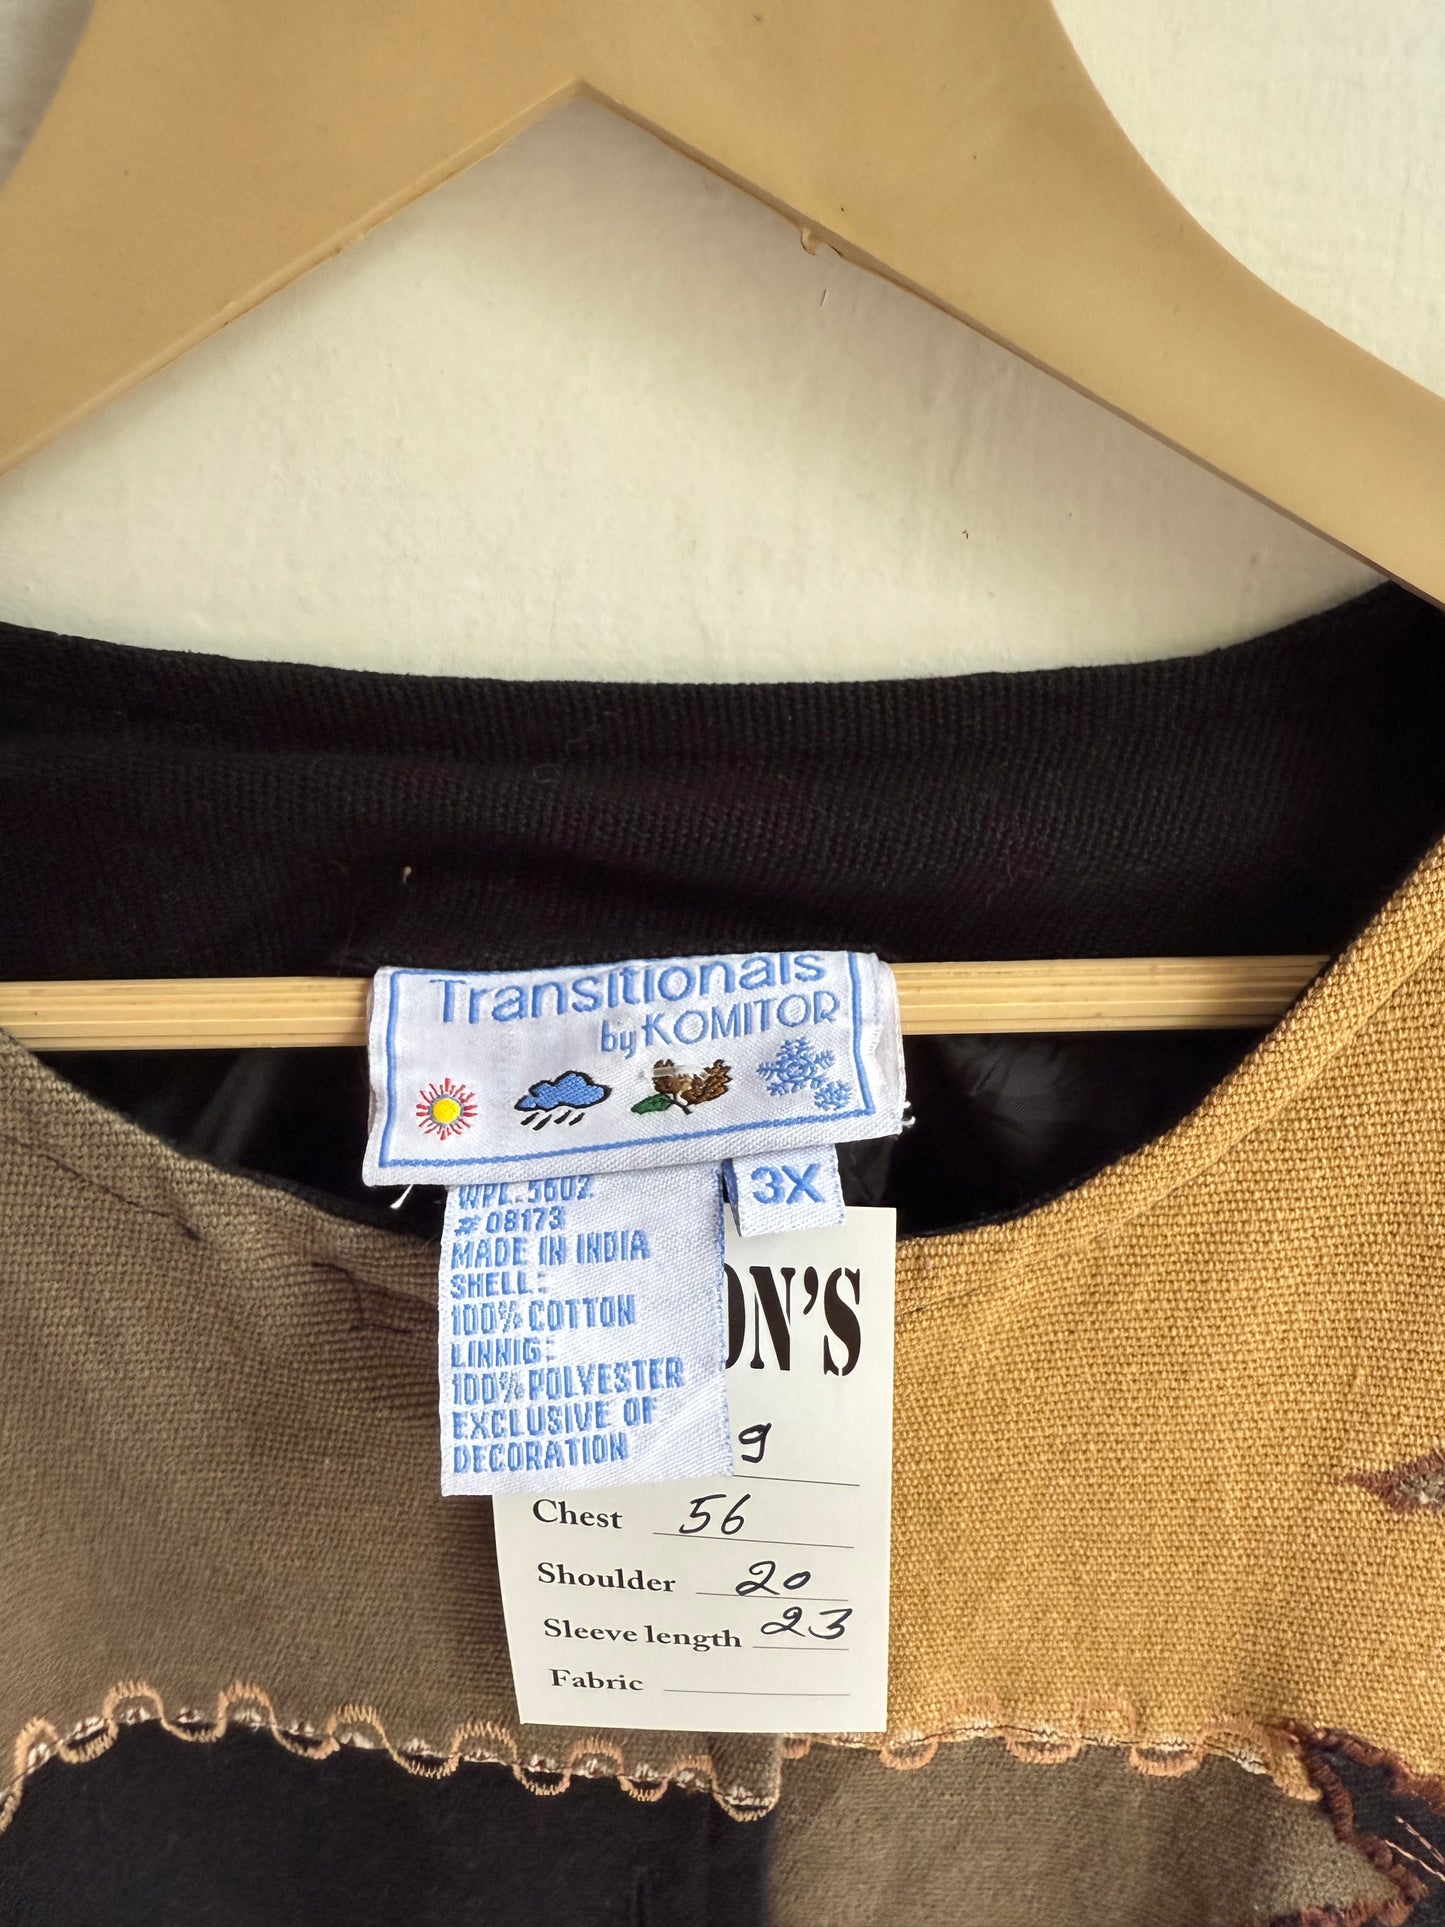 Transitionals
by KOMITOR
3X
WPL.5602
# 08173
MADE IN INDIA
SHELL:
100% COTTON
LINNIG:
100% POLYESTER
EXCLUSIVE OF
DECORATION
ON'S
9
Chest 56
Shoulder 20
Sleeve length 23
Fabric